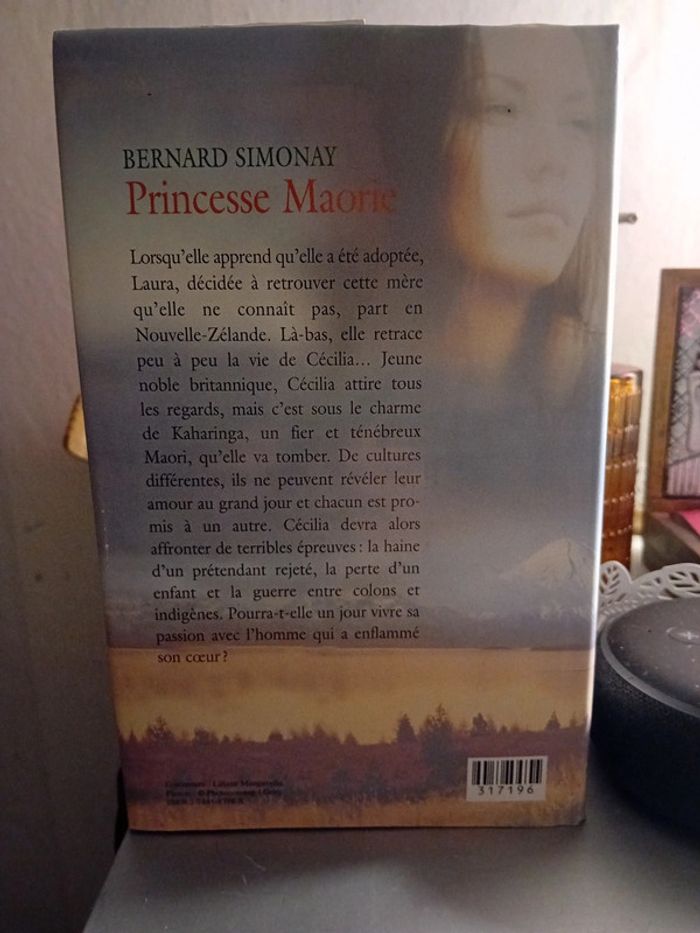 BERNARD SIMONAY
Princesse Maorie
Lorsqu'elle apprend qu'elle a été adoptée,
Laura, décidée à retrouver cette mère
qu'elle ne connaît pas, part en
Nouvelle-Zélande. Là-bas, elle retrace
peu à peu la vie de Cécilia... Jeune
noble britannique, Cécilia attire tous
les regards, mais c'est sous le charme
de Kaharinga, un fier et ténébreux
Maori, qu'elle va tomber. De cultures
différentes, ils ne peuvent révéler leur
amour au grand jour et chacun est pro-
mis à un autre. Cécilia devra alors
affronter de terribles épreuves : la haine
d'un prétendant rejeté, la perte d'un
enfant et la guerre entre colons et
indigènes. Pourra-t-elle un jour vivre sa
passion avec l'homme qui a enflammé
son cœur ?
317196